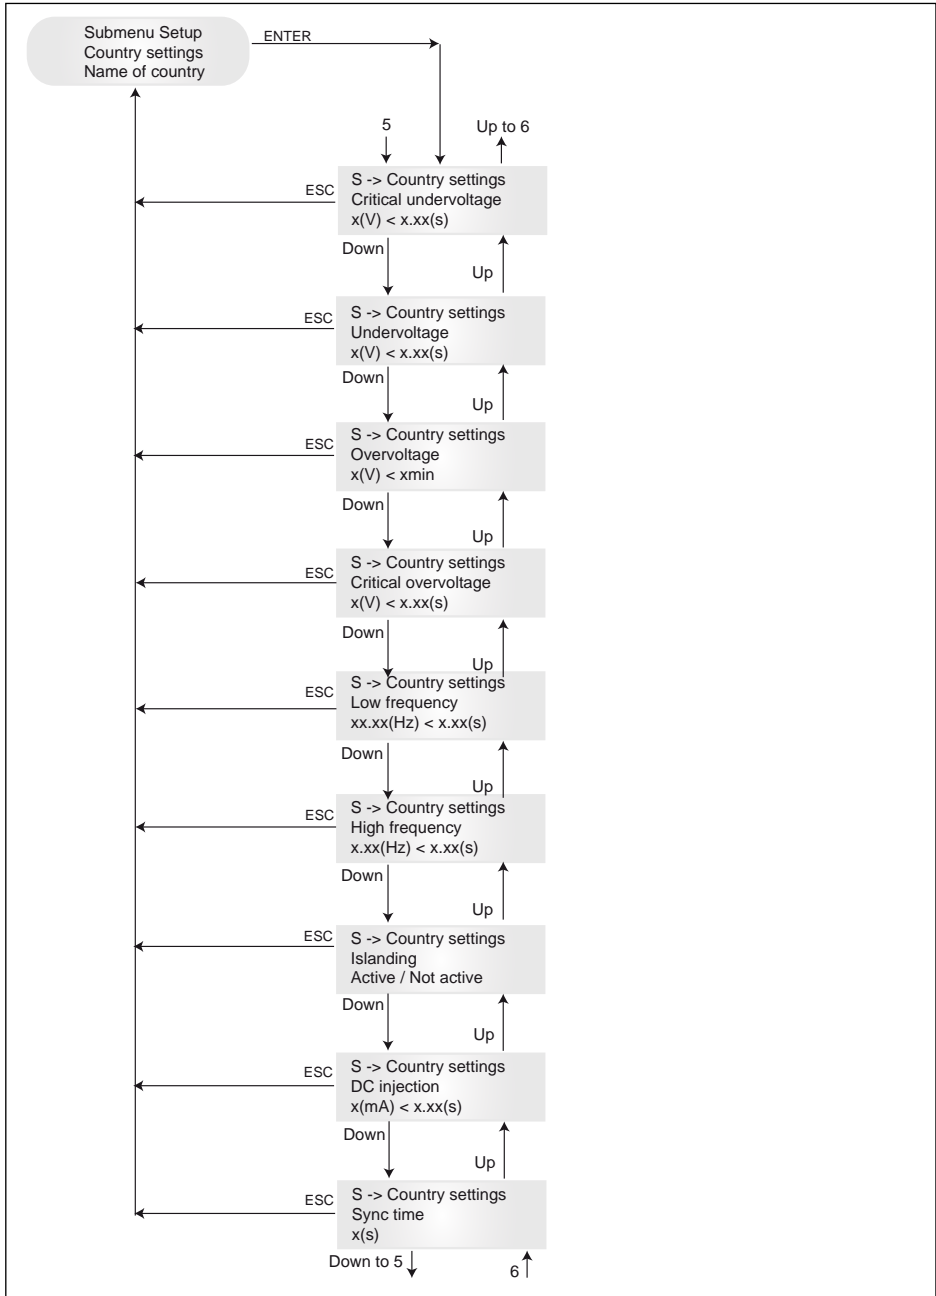 Submenu Setup
Country settings
Name of country
ENTER
5
Up to 6
ESC
S -> Country settings
Critical undervoltage
x(V) < x.xx(s)
Down
Up
ESC
S -> Country settings
Undervoltage
x(V) < x.xx(s)
Down
Up
ESC
S -> Country settings
Overvoltage
x(V) < xmin
Down
Up
ESC
S -> Country settings
Critical overvoltage
x(V) < x.xx(s)
Down
Up
ESC
S -> Country settings
Low frequency
xx.xx(Hz) < x.xx(s)
Down
Up
ESC
S -> Country settings
High frequency
x.xx(Hz) < x.xx(s)
Down
Up
ESC
S -> Country settings
Islanding
Active / Not active
Down
Up
ESC
S -> Country settings
DC injection
x(mA) < x.xx(s)
Down
Up
ESC
S -> Country settings
Sync time
x(s)
Down to 5
6